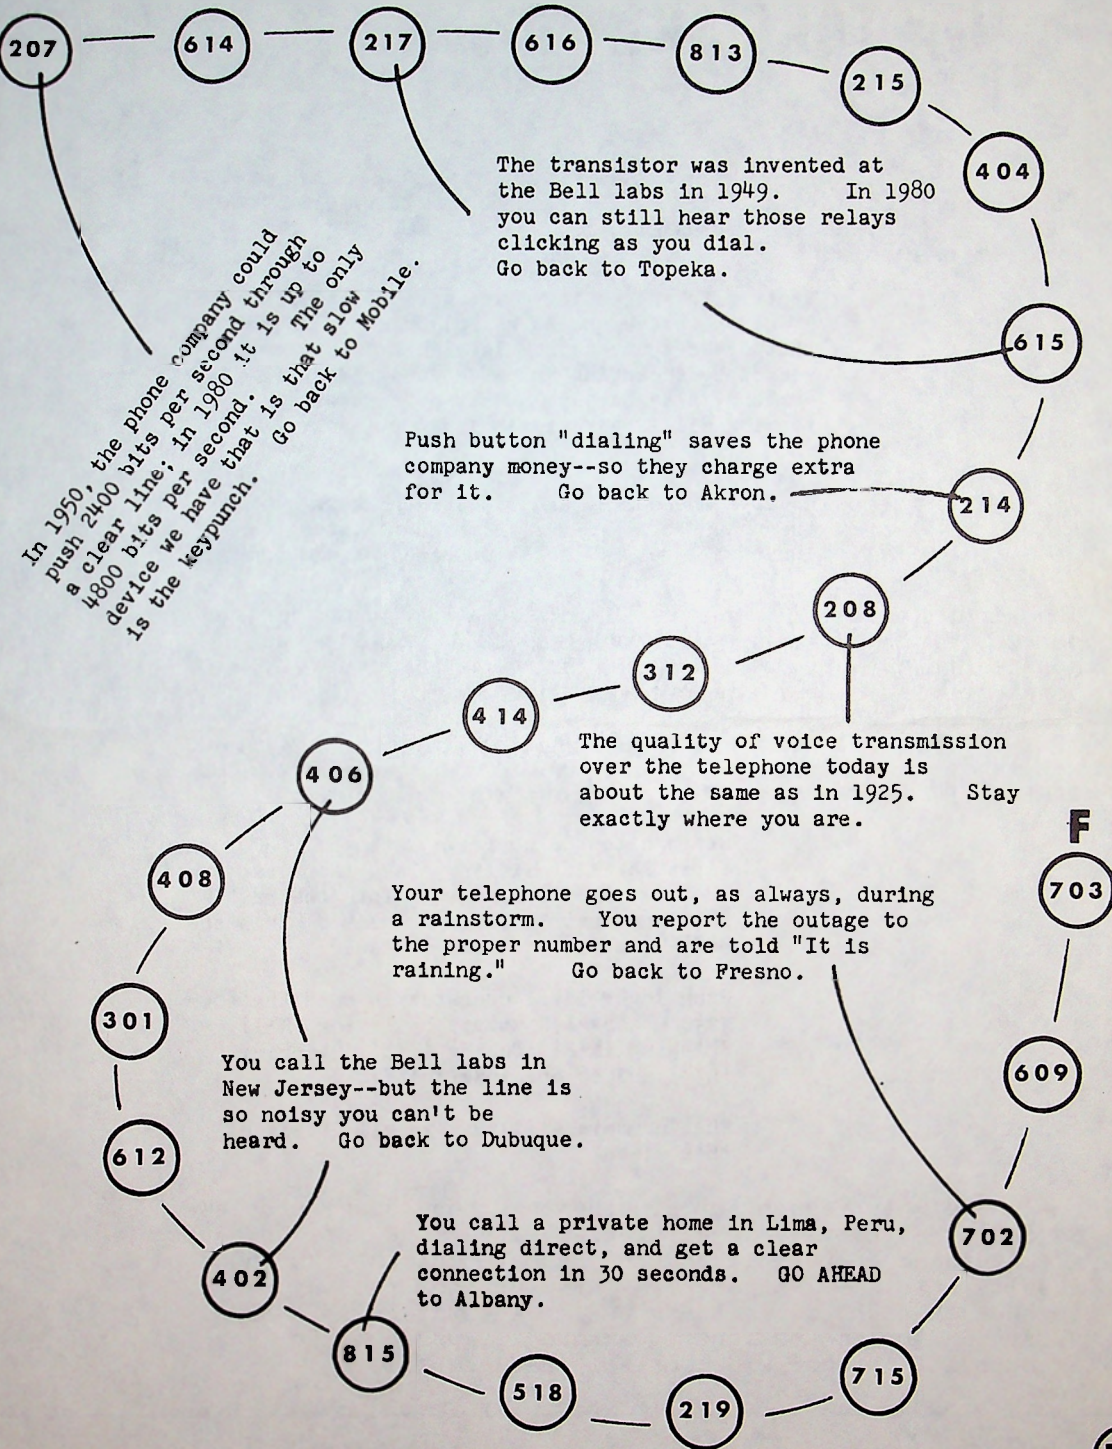 207
614
217
616
813
215
404
The transistor was invented at
the Bell labs in 1949. In 1980
you can still hear those relays
clicking as you dial.
Go back to Topeka.
615
In 1950, the phone company could
push 2400 bits per second through
a clear line; in 1980 it is up to
4800 bits per second. The only
device we have that is that slow
is the keypunch. Go back to Mobile.
Push button "dialing" saves the phone
company money--so they charge extra
for it. Go back to Akron.
214
208
312
414
406
The quality of voice transmission
over the telephone today is
about the same as in 1925. Stay
exactly where you are.
F
703
408
Your telephone goes out, as always, during
a rainstorm. You report the outage to
the proper number and are told "It is
raining." Go back to Fresno.
301
609
You call the Bell labs in
New Jersey--but the line is
so noisy you can't be
heard. Go back to Dubuque.
612
702
You call a private home in Lima, Peru,
dialing direct, and get a clear
connection in 30 seconds. GO AHEAD
to Albany.
402
815
518
219
715